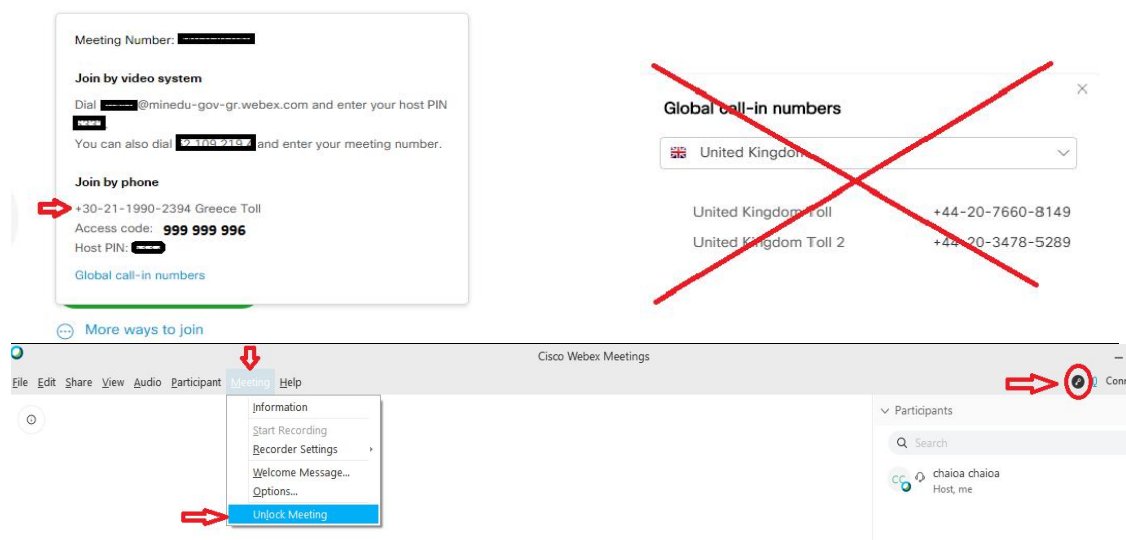 Meeting Number:
Join by video system
Dial @minedu-gov-gr.webex.com and enter your host PIN
You can also dial and enter your meeting number.
Join by phone
+30-21-1990-2394 Greece Toll
Access code: 999 999 996
Host PIN:
Global call-in numbers
More ways to join
Global call-in numbers
United Kingdom
United Kingdom Toll +44-20-7660-8149
United Kingdom Toll 2 +44-20-3478-5289
Cisco Webex Meetings
File Edit Share View Audio Participant Meeting Help
Information
Start Recording
Recorder Settings
Welcome Message...
Options...
Unlock Meeting
Participants
Search
CC chaioa chaioa
Host, me